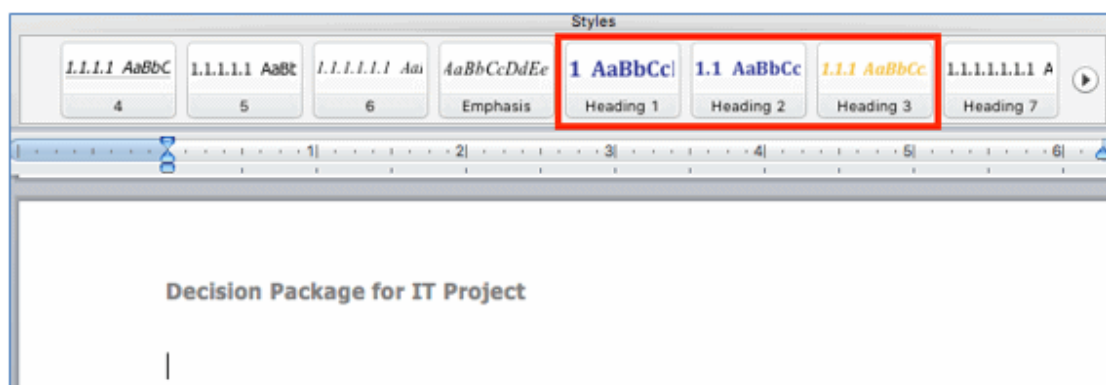 Styles
1.1.1.1 AaBbC 1.1.1.1.1 AaBb 1.1.1.1.1.1 Aa AaBbCcDdEe 1 AaBbCc 1.1 AaBbCc 1.1.1 AaBbCc 1.1.1.1.1.1.1 A
4 5 6 Emphasis Heading 1 Heading 2 Heading 3 Heading 7
1 2 3 4 5 6
Decision Package for IT Project